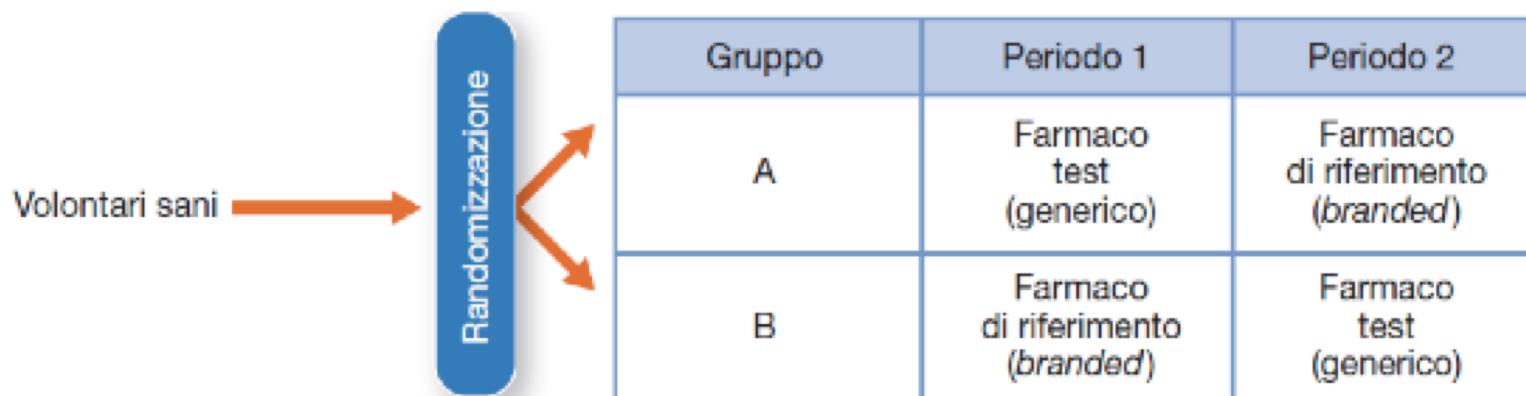 Volontari sani
Randomizzazione
Gruppo
Periodo 1
Periodo 2
A
Farmaco
test
(generico)
Farmaco
di riferimento
(branded)
B
Farmaco
di riferimento
(branded)
Farmaco
test
(generico)